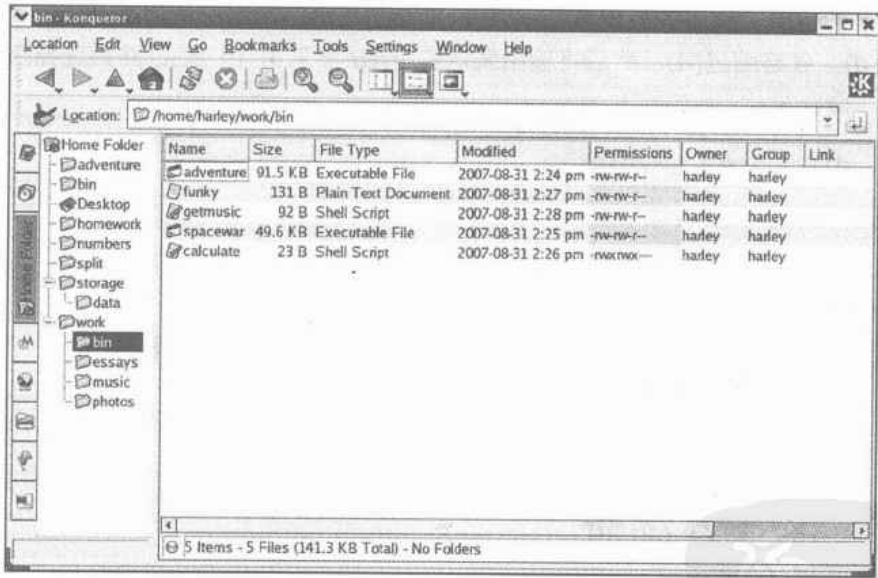 bin - Konqueror
Location Edit View Go Bookmarks Tools Settings Window Help
Location: /home/harley/work/bin
Name Size File Type Modified Permissions Owner Group Link
adventure 91.5 KB Executable File 2007-08-31 2:24 pm -rw-rw-r-- harley harley
funky 131 B Plain Text Document 2007-08-31 2:27 pm -rw-rw-r-- harley harley
getmusic 92 B Shell Script 2007-08-31 2:28 pm -rw-rw-r-- harley harley
spacewar 49.6 KB Executable File 2007-08-31 2:25 pm -rw-rw-r-- harley harley
calculate 23 B Shell Script 2007-08-31 2:26 pm -rwxrwx--- harley harley
Home Folder
adventure
bin
Desktop
homework
numbers
split
storage
data
work
bin
essays
music
photos
Home Folder
5 Items - 5 Files (141.3 KB Total) - No Folders